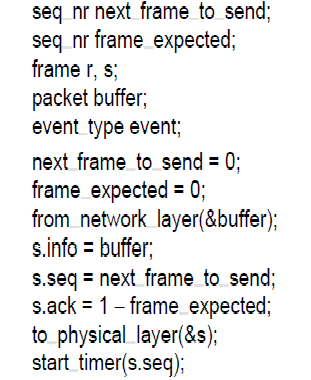 seq_nr next_frame_to_send;
seq_nr frame_expected;
frame r, s;
packet buffer;
event_type event;
next_frame_to_send = 0;
frame_expected = 0;
from_network_layer(&buffer);
s.info = buffer;
s.seq = next_frame_to_send;
s.ack = 1 – frame_expected;
to_physical_layer(&s);
start_timer(s.seq);